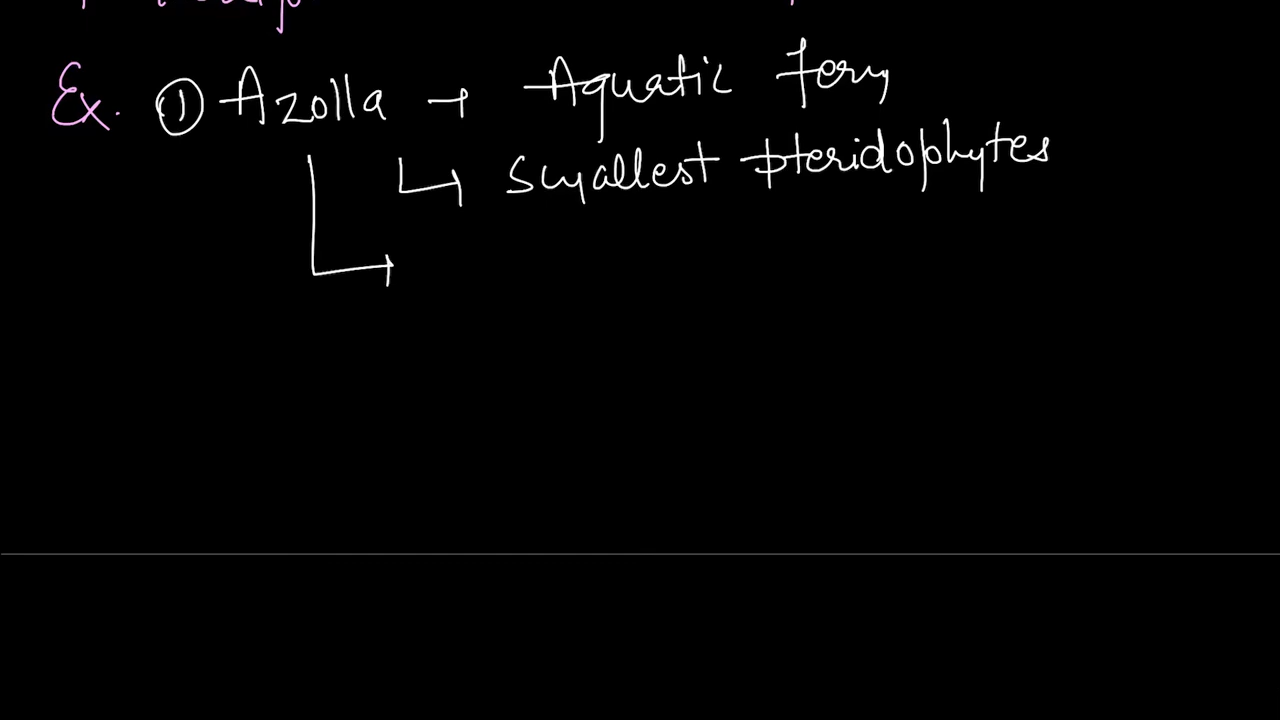 Ex. ① Azolla → Aquatic fern
↳ Smallest pteridophytes